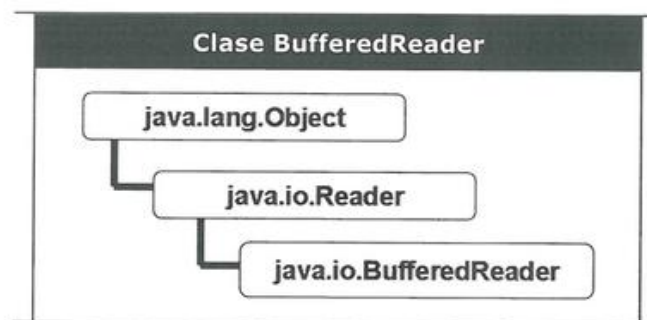 Clase BufferedReader
java.lang.Object
java.io.Reader
java.io.BufferedReader